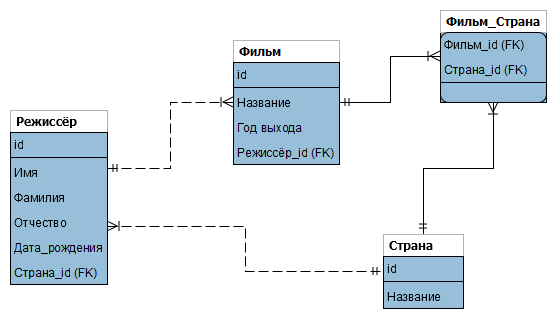 Фильм_Страна
Фильм_id (FK)
Страна_id (FK)
Фильм
id
Название
Год выхода
Режиссёр_id (FK)
Режиссёр
id
Имя
Фамилия
Отчество
Дата_рождения
Страна_id (FK)
Страна
id
Название